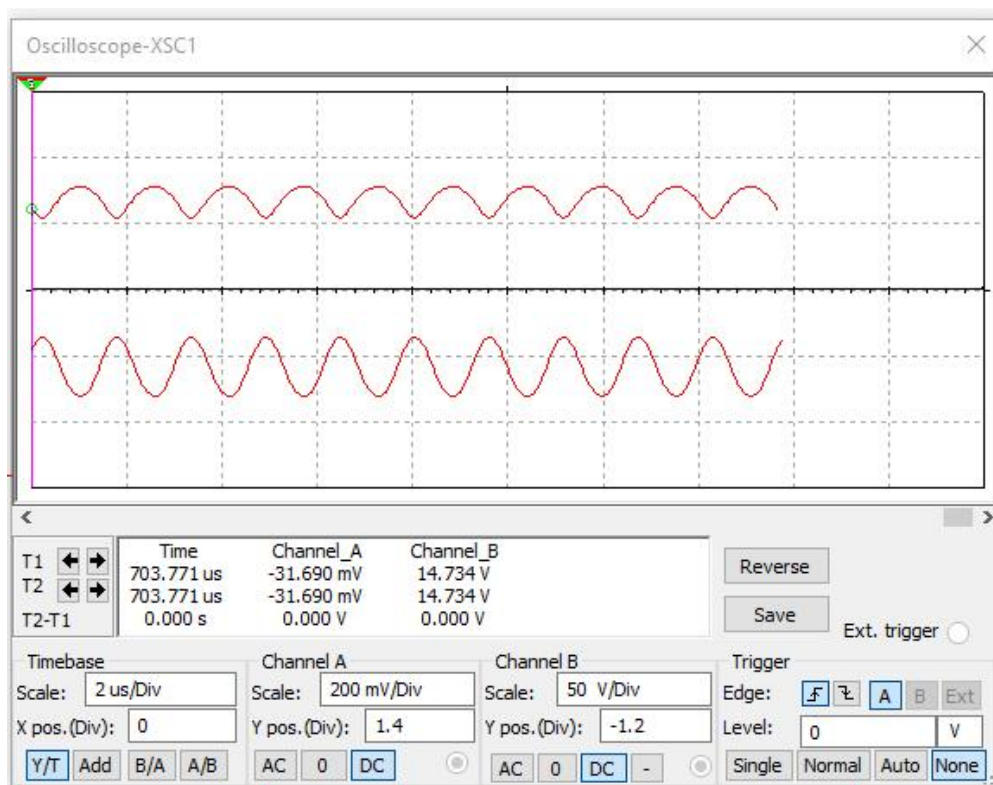 Oscilloscope-XSC1
Time Channel_A Channel_B
T1 703.771 us -31.690 mV 14.734 V
T2 703.771 us -31.690 mV 14.734 V
T2-T1 0.000 s 0.000 V 0.000 V
Reverse
Save
Ext. trigger
Timebase
Scale: 2 us/Div
X pos.(Div): 0
Y/T Add B/A A/B
Channel A
Scale: 200 mV/Div
Y pos.(Div): 1.4
AC 0 DC
Channel B
Scale: 50 V/Div
Y pos.(Div): -1.2
AC 0 DC -
Trigger
Edge: A B Ext
Level: 0 V
Single Normal Auto None